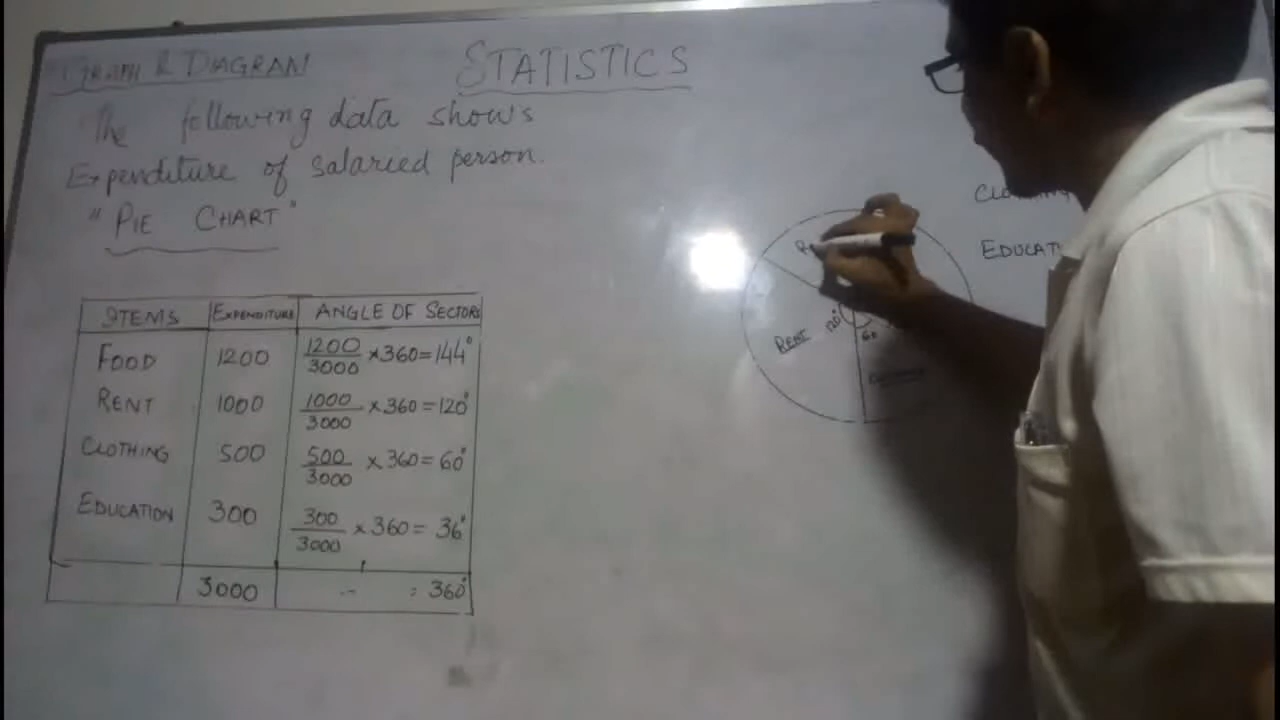 GRAPH & DIAGRAM
STATISTICS
The following data shows
Expenditure of salaried person.
"PIE CHART"
ITEMS EXPENDITURE ANGLE OF SECTORS
FOOD 1200 1200/3000 ×360=144°
RENT 1000 1000/3000 ×360=120°
CLOTHING 500 500/3000 ×360=60°
EDUCATION 300 300/3000 ×360= 36°
3000 -- = 360°
RENT 120°
60